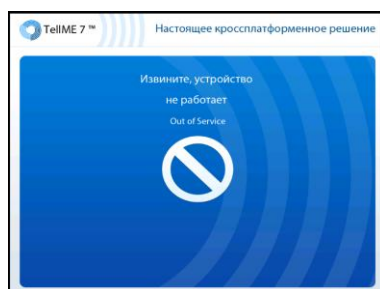 TellME 7 ™
Настоящее кроссплатформенное решение
Извините, устройство
не работает
Out of Service